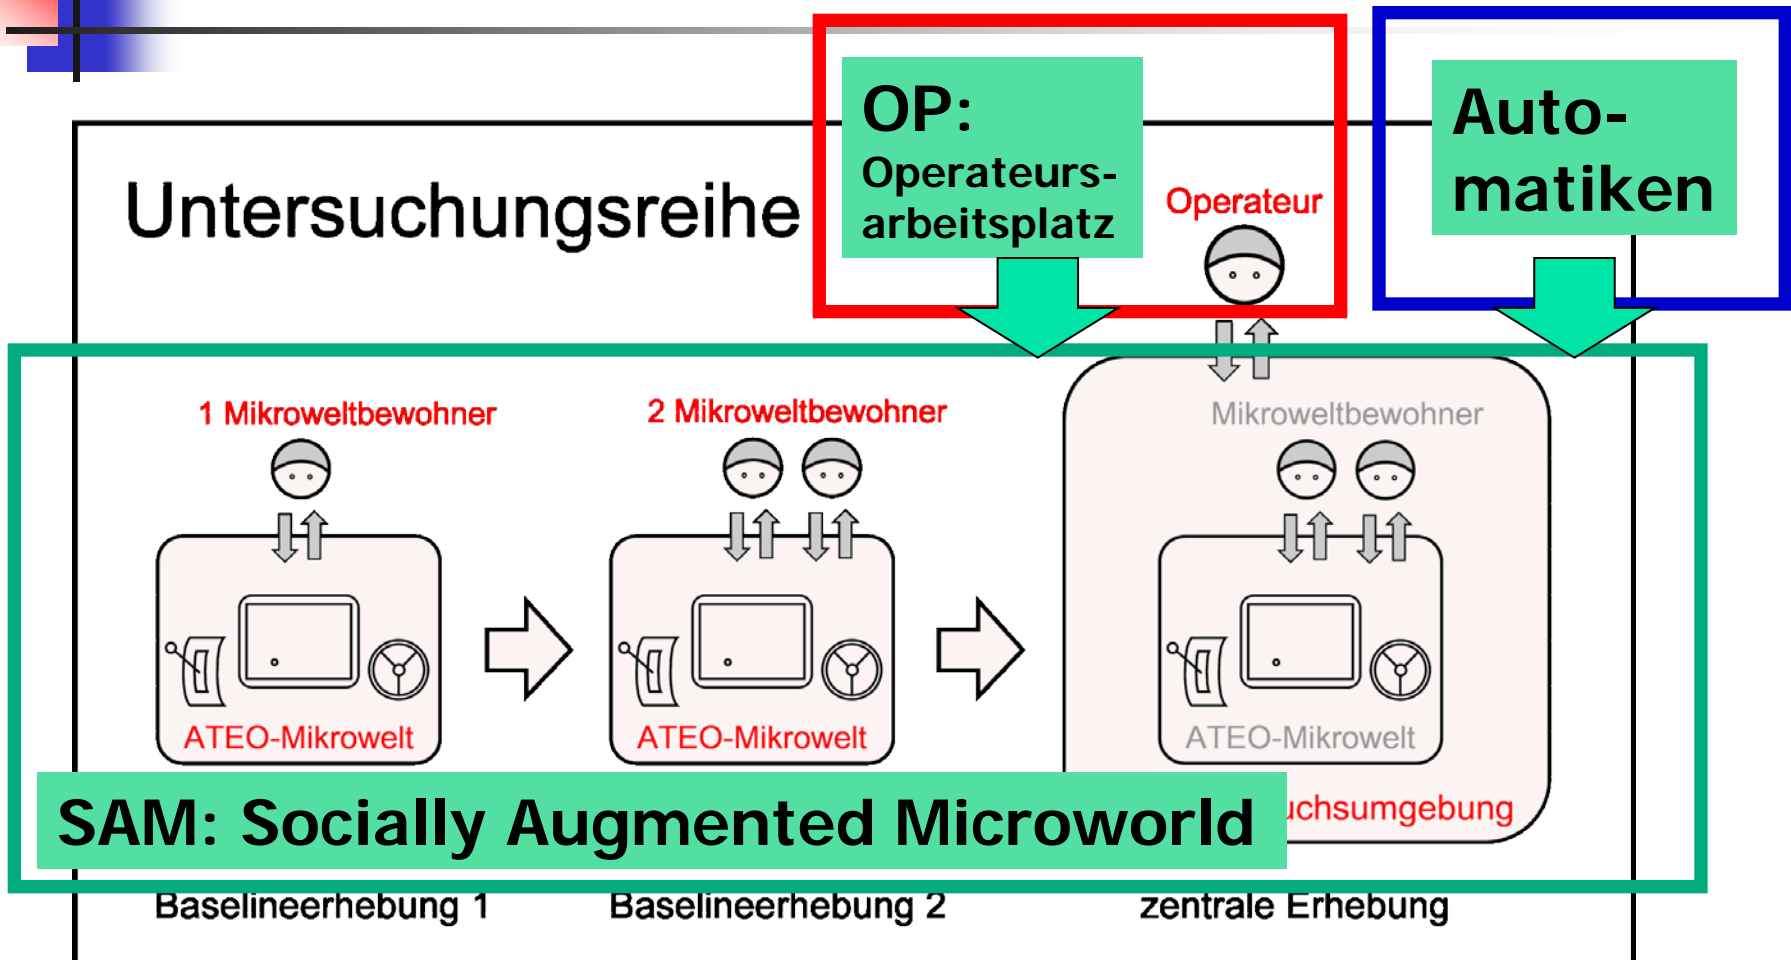 OP:
Operateurs-
arbeitsplatz
Auto-
matiken
Untersuchungsreihe
Operateur
1 Mikroweltbewohner
2 Mikroweltbewohner
Mikroweltbewohner
ATEO-Mikrowelt
ATEO-Mikrowelt
ATEO-Mikrowelt
SAM: Socially Augmented Microworld
uchsumgebung
Baselineerhebung 1
Baselineerhebung 2
zentrale Erhebung